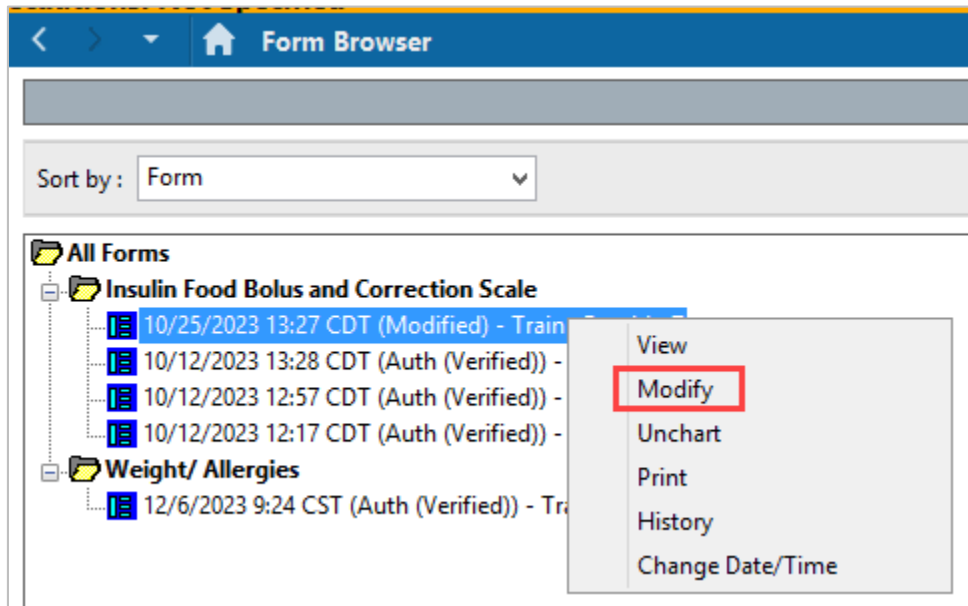 Form Browser
Sort by : Form
All Forms
Insulin Food Bolus and Correction Scale
10/25/2023 13:27 CDT (Modified) - Train
10/12/2023 13:28 CDT (Auth (Verified)) -
10/12/2023 12:57 CDT (Auth (Verified)) -
10/12/2023 12:17 CDT (Auth (Verified)) -
Weight/ Allergies
12/6/2023 9:24 CST (Auth (Verified)) - Tra
View
Modify
Unchart
Print
History
Change Date/Time